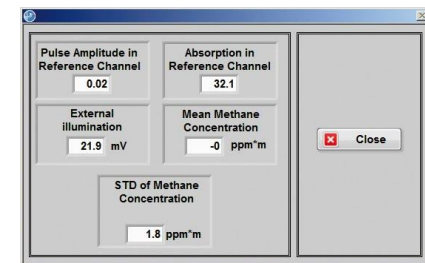 Pulse Amplitude in
Reference Channel
0.02
Absorption in
Reference Channel
32.1
External
illumination
21.9 mV
Mean Methane
Concentration
-0 ppm*m
STD of Methane
Concentration
1.8 ppm*m
Close